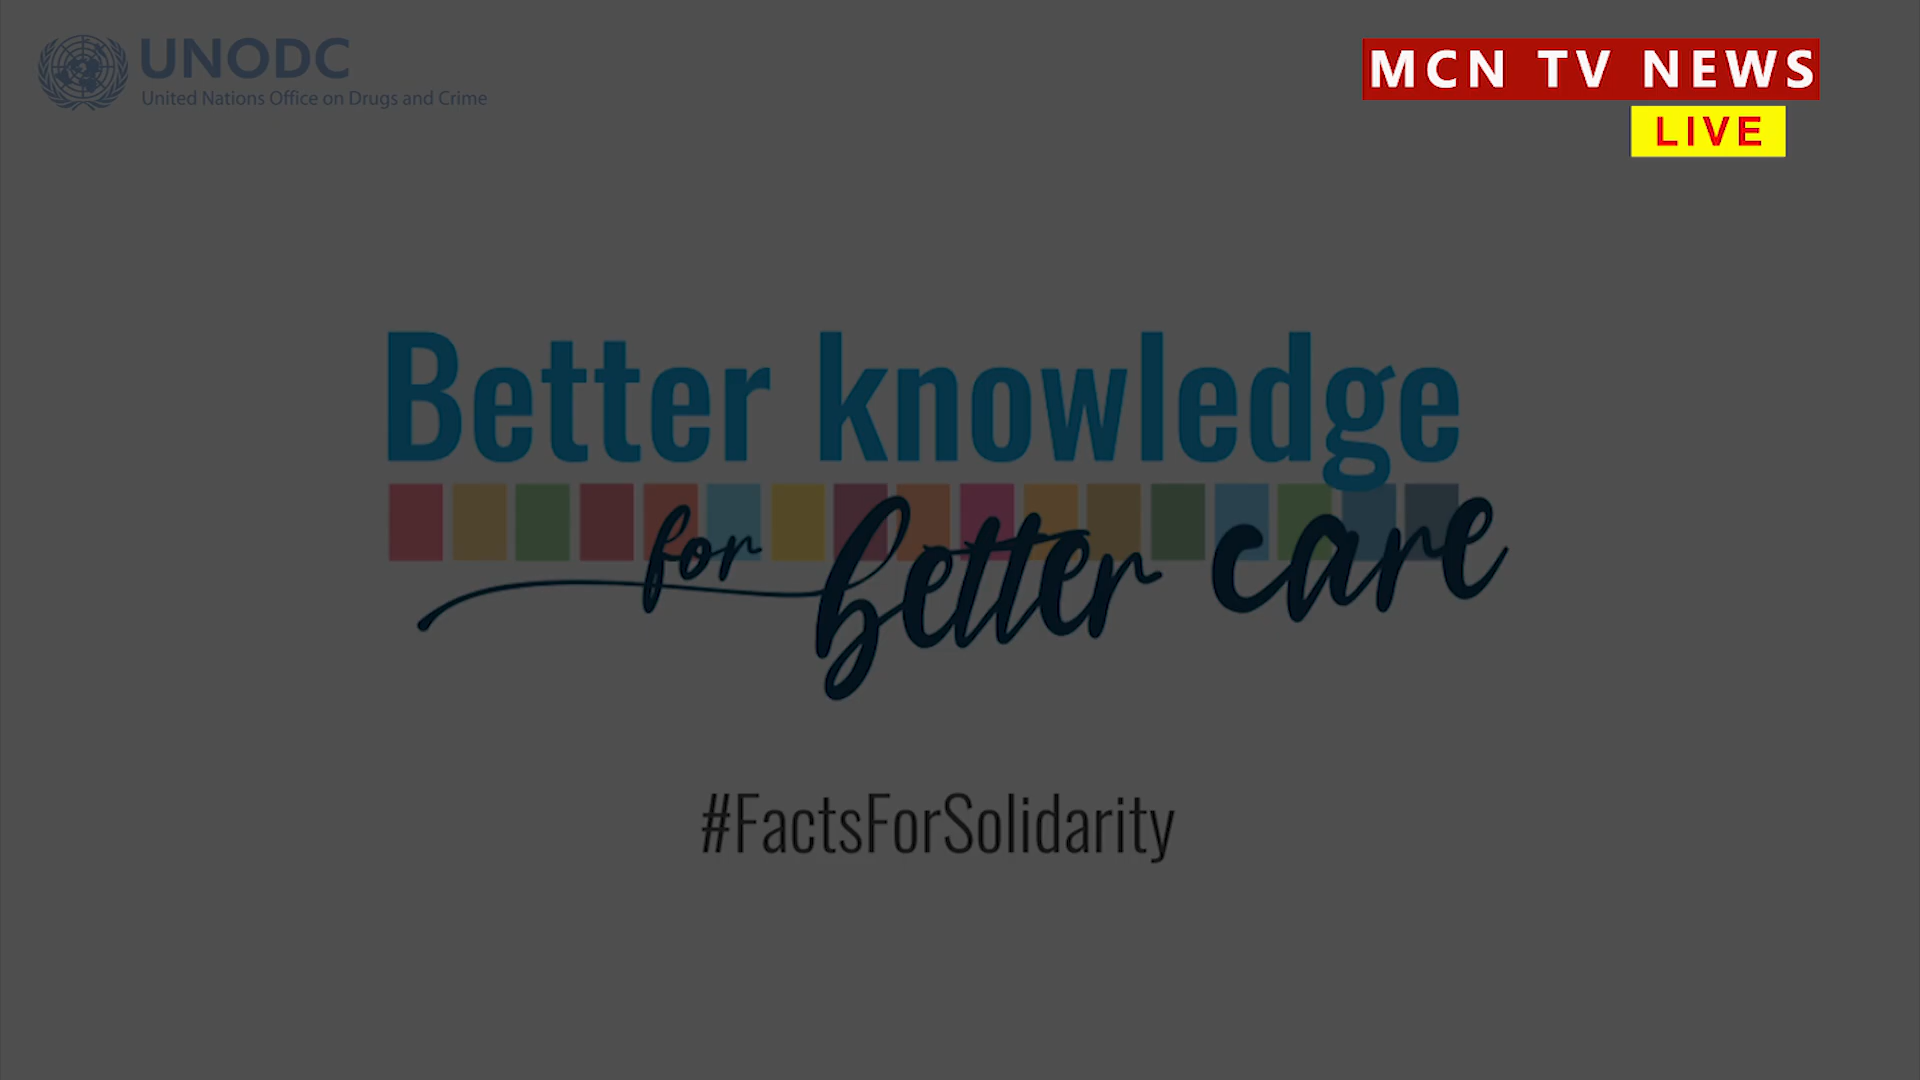 UNODC
United Nations Office on Drugs and Crime
MCN TV NEWS
LIVE
Better knowledge
for better care
#FactsForSolidarity